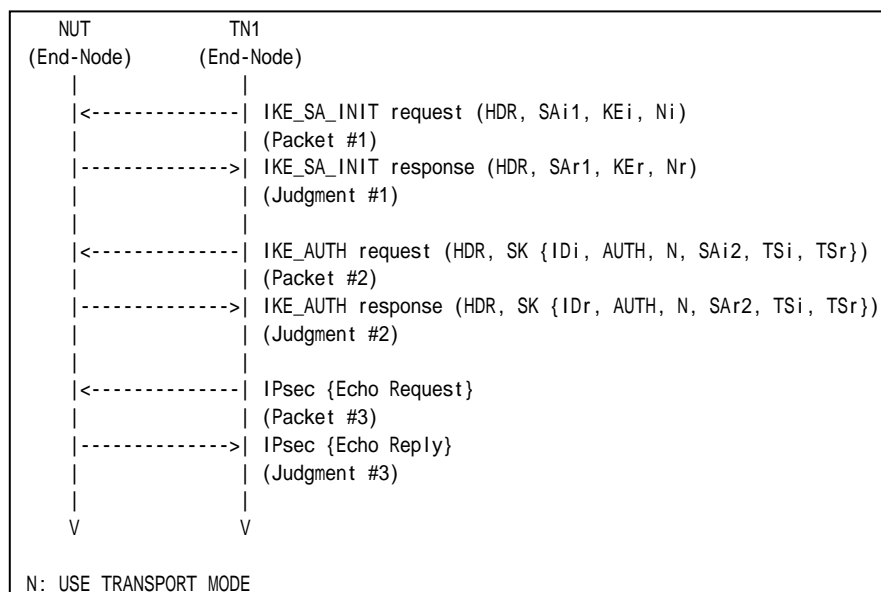 NUT TN1
(End-Node) (End-Node)
| |
|<--------------| IKE_SA_INIT request (HDR, SAi1, KEi, Ni)
| | (Packet #1)
|-------------->| IKE_SA_INIT response (HDR, SAr1, KEr, Nr)
| | (Judgment #1)
| |
|<--------------| IKE_AUTH request (HDR, SK {IDi, AUTH, N, SAi2, TSi, TSr})
| | (Packet #2)
|-------------->| IKE_AUTH response (HDR, SK {IDr, AUTH, N, SAr2, TSi, TSr})
| | (Judgment #2)
| |
|<--------------| IPsec {Echo Request}
| | (Packet #3)
|-------------->| IPsec {Echo Reply}
| | (Judgment #3)
| |
V V
N: USE TRANSPORT MODE